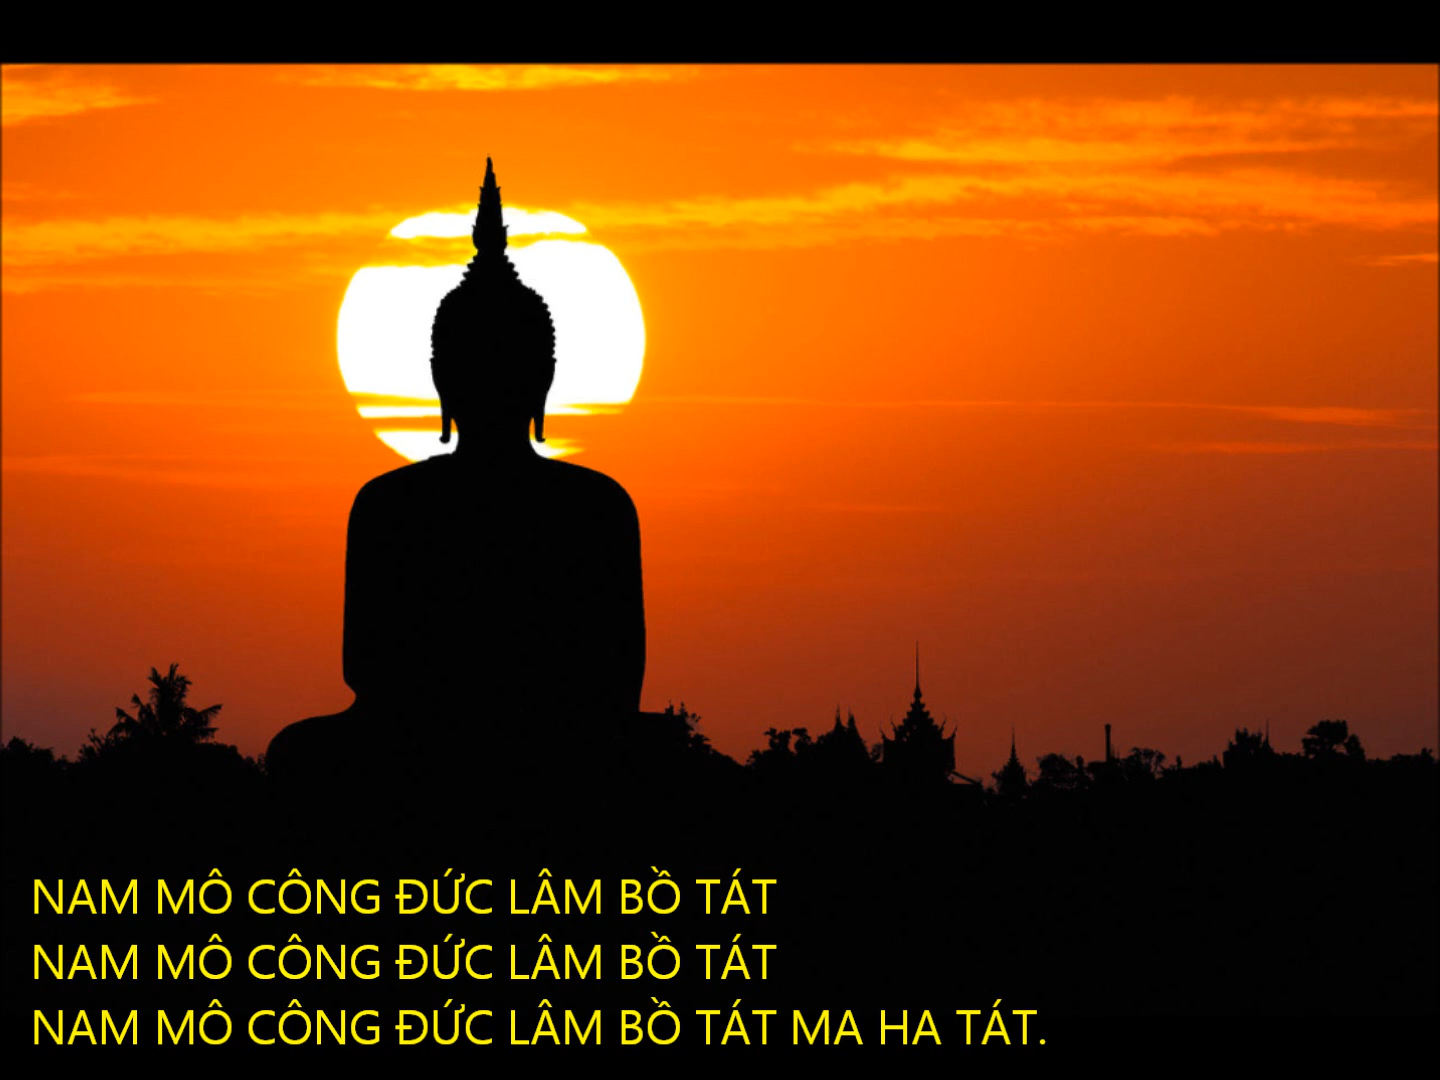 NAM MÔ CÔNG ĐỨC LÂM BỒ TÁT
NAM MÔ CÔNG ĐỨC LÂM BỒ TÁT
NAM MÔ CÔNG ĐỨC LÂM BỒ TÁT MA HA TÁT.